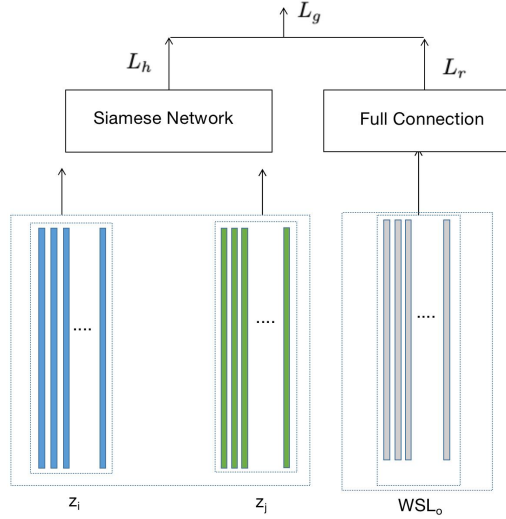 L_g
L_h
L_r
Siamese Network
Full Connection
....
....
....
z_i
z_j
WSL_o